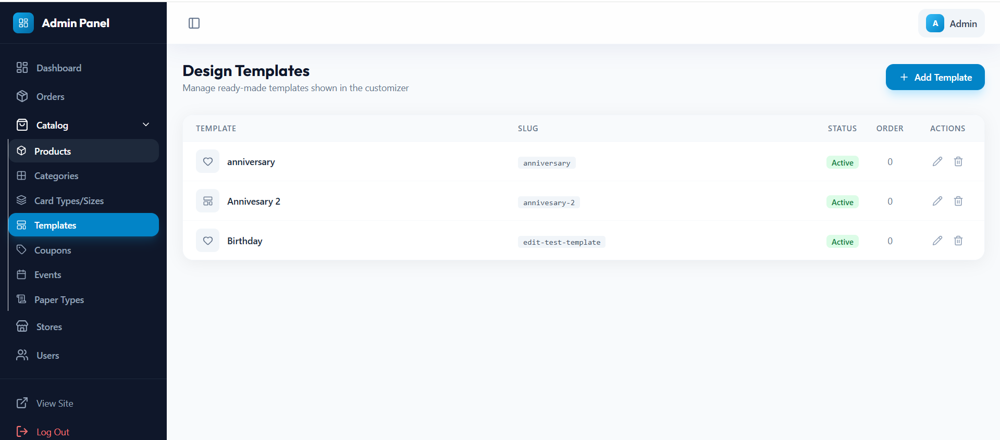 Admin Panel
A Admin
Dashboard
Orders
Catalog
Products
Categories
Card Types/Sizes
Templates
Coupons
Events
Paper Types
Stores
Users
View Site
Log Out
Design Templates
Manage ready-made templates shown in the customizer
+ Add Template
TEMPLATE SLUG STATUS ORDER ACTIONS
anniversary anniversary Active 0
Annivesary 2 annivesary-2 Active 0
Birthday edit-test-template Active 0